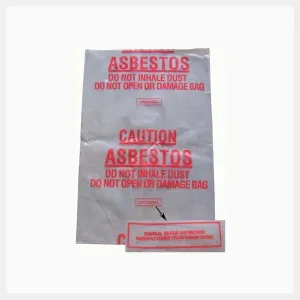 CAUTION
ASBESTOS
DO NOT INHALE DUST
DO NOT OPEN OR DAMAGE BAG
CAUTION
ASBESTOS
DO NOT INHALE DUST
DO NOT OPEN OR DAMAGE BAG
C